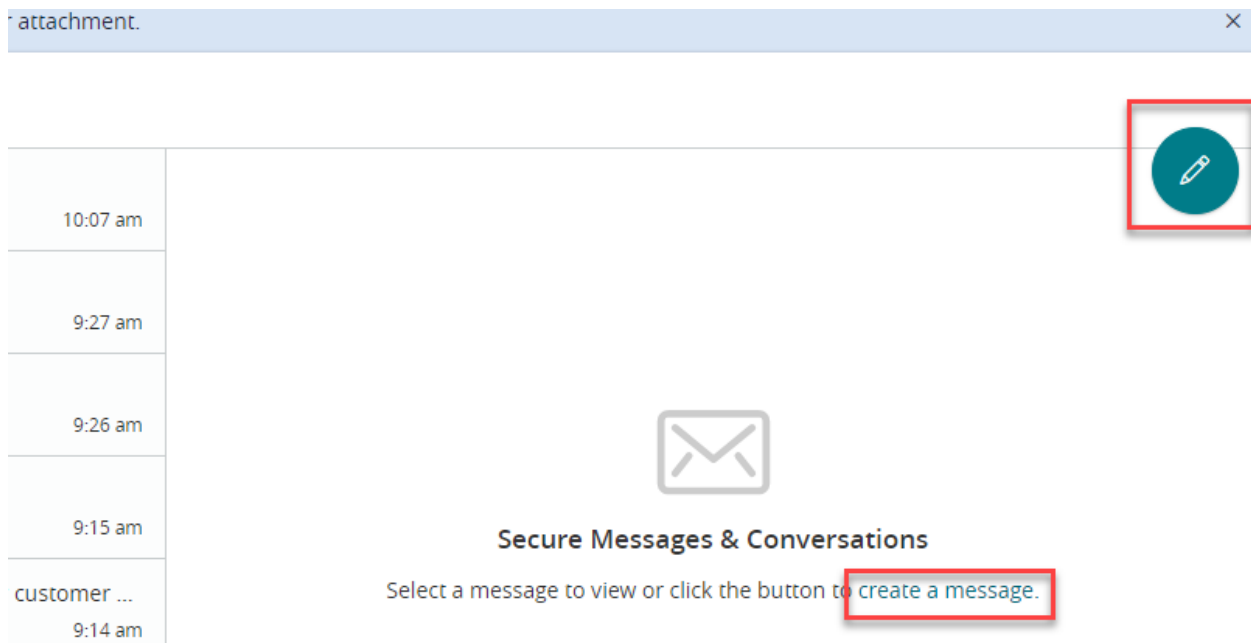 attachment.
10:07 am
9:27 am
9:26 am
9:15 am
customer ...
9:14 am
Secure Messages & Conversations
Select a message to view or click the button to create a message.